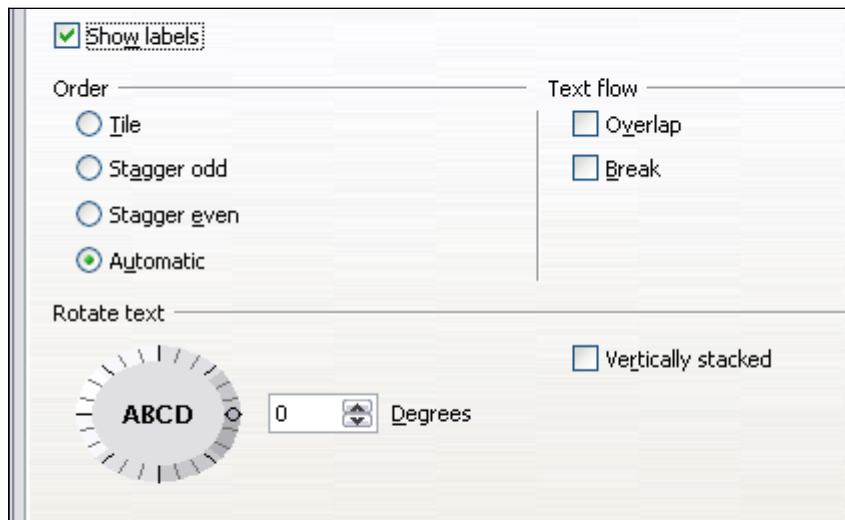 Show labels
Order
Text flow
Tile
Overlap
Stagger odd
Break
Stagger even
Automatic
Rotate text
Vertically stacked
ABCD
0
Degrees